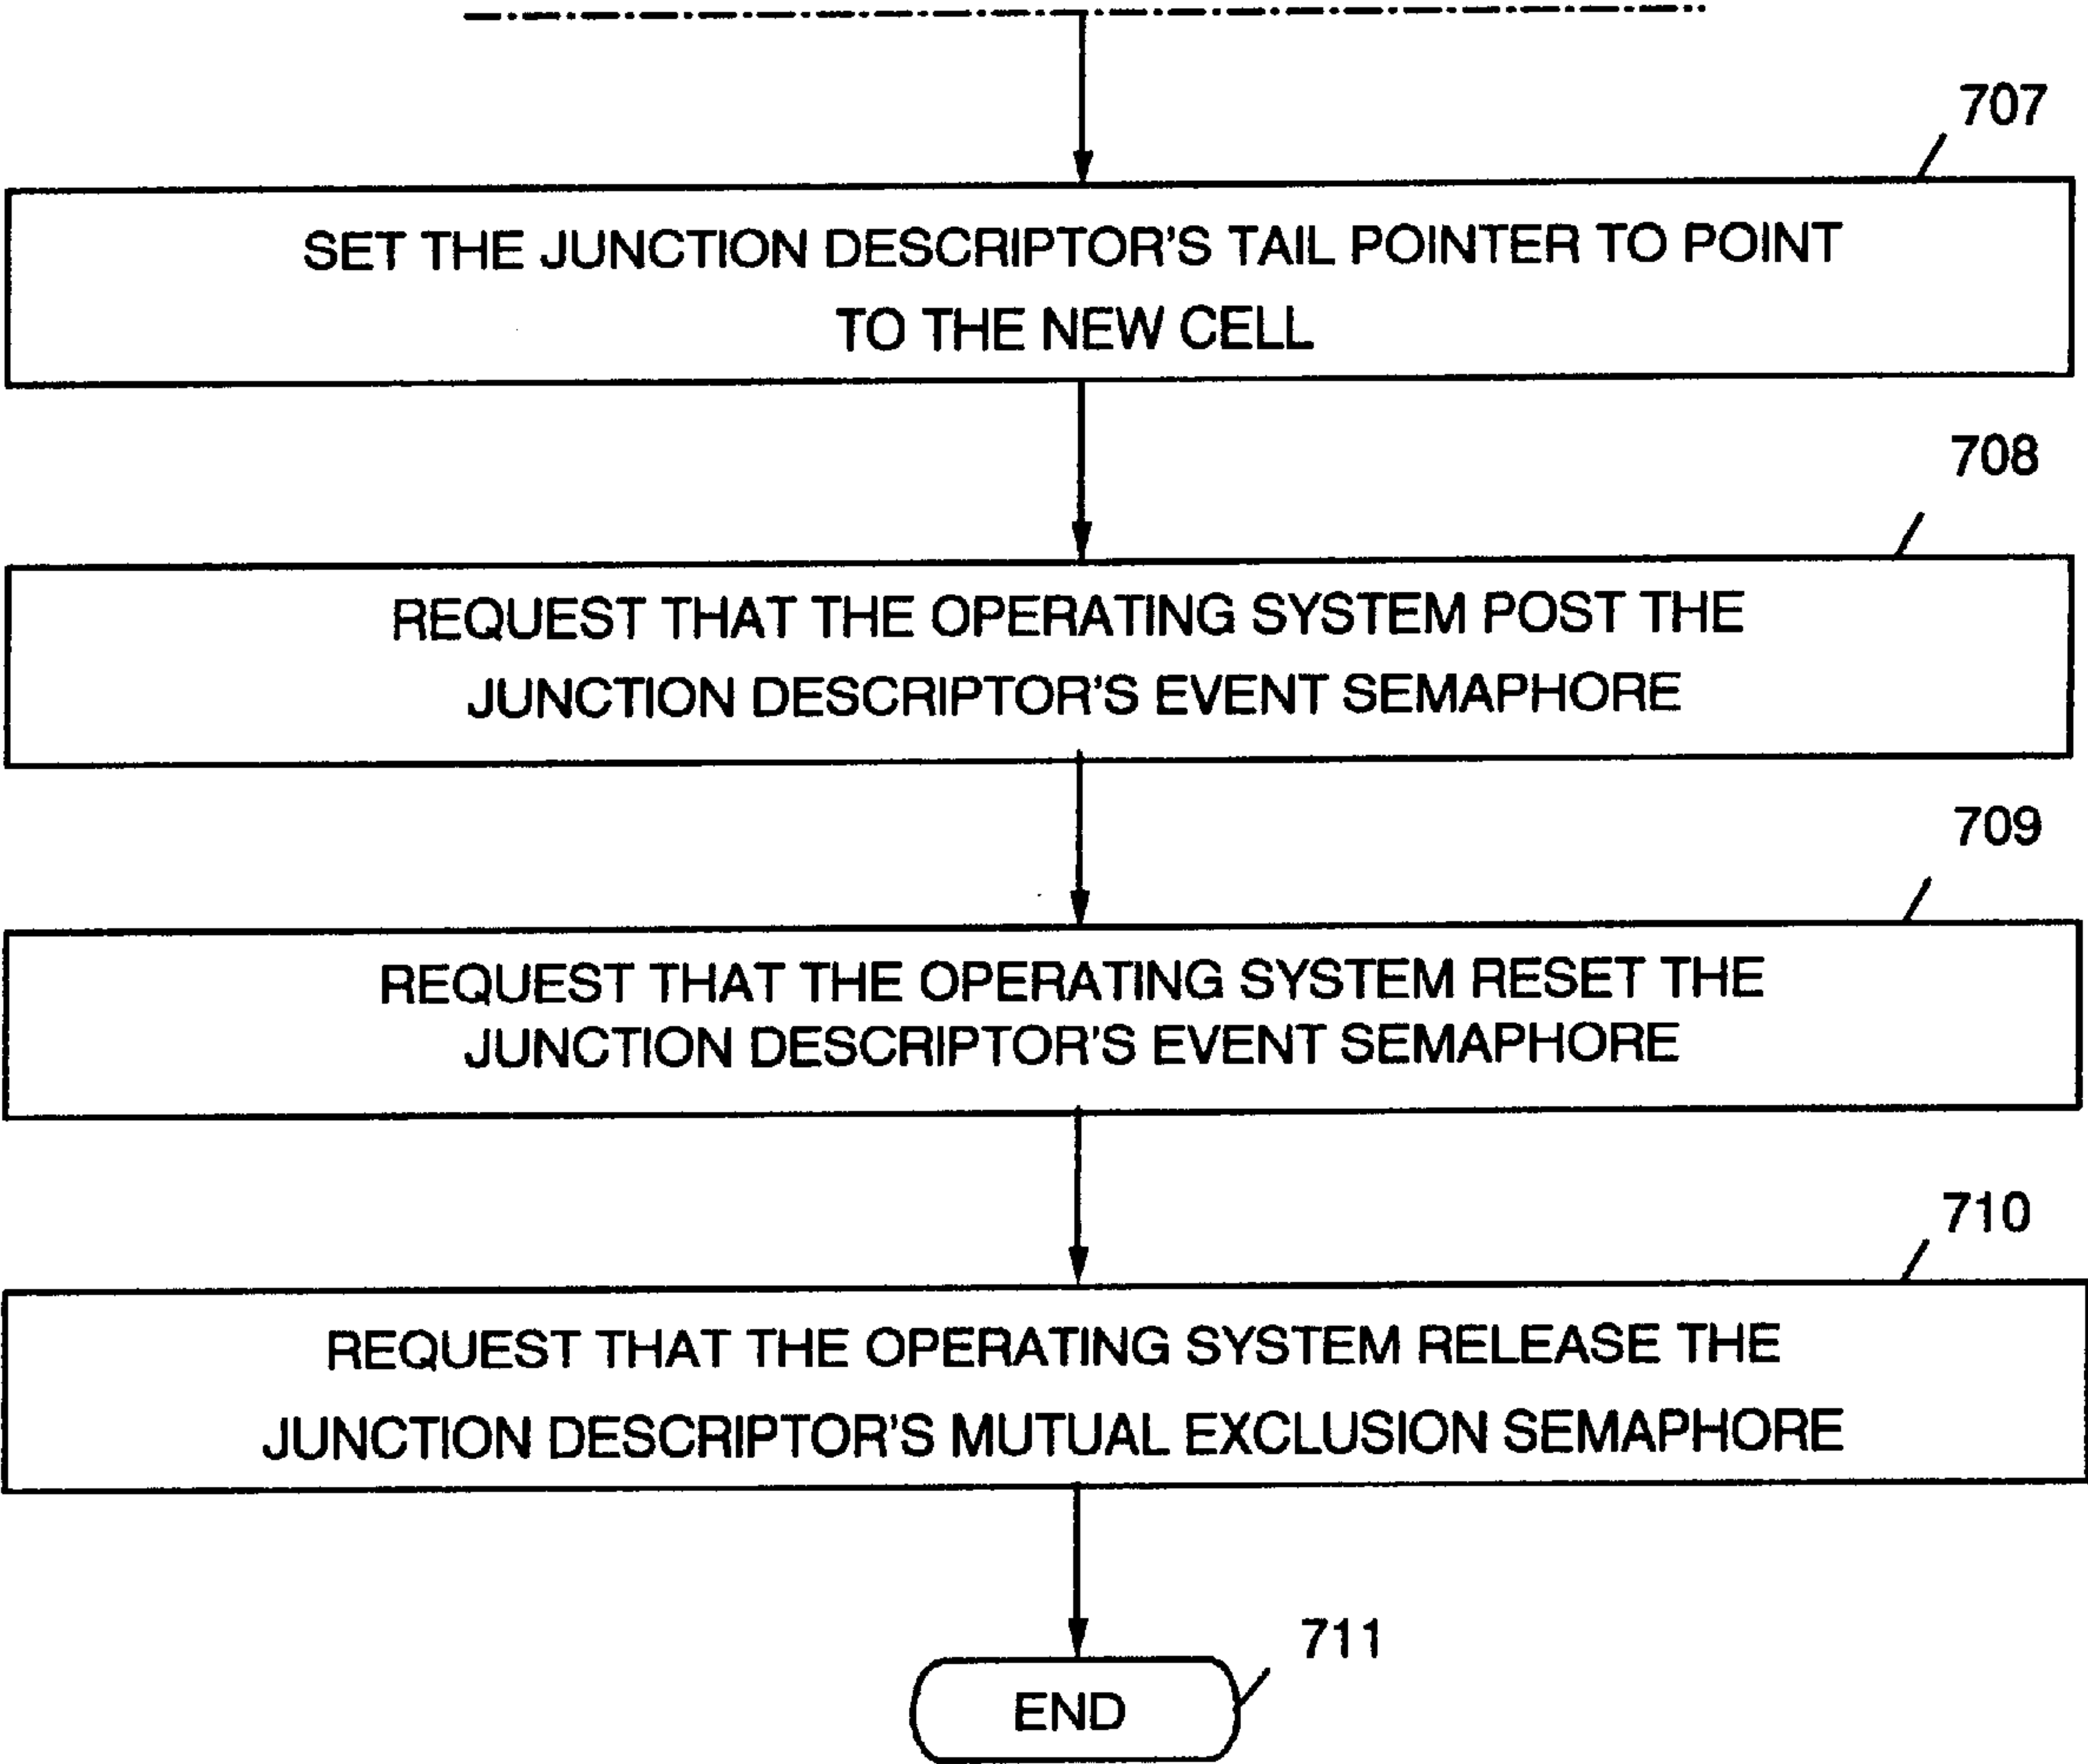 707
SET THE JUNCTION DESCRIPTOR'S TAIL POINTER TO POINT
TO THE NEW CELL
708
REQUEST THAT THE OPERATING SYSTEM POST THE
JUNCTION DESCRIPTOR'S EVENT SEMAPHORE
709
REQUEST THAT THE OPERATING SYSTEM RESET THE
JUNCTION DESCRIPTOR'S EVENT SEMAPHORE
710
REQUEST THAT THE OPERATING SYSTEM RELEASE THE
JUNCTION DESCRIPTOR'S MUTUAL EXCLUSION SEMAPHORE
711
END